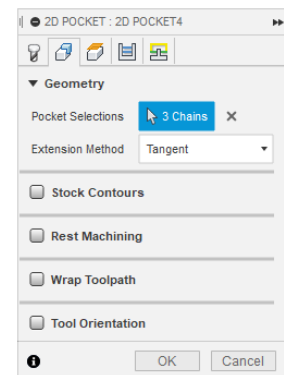 2D POCKET : 2D POCKET4
Geometry
Pocket Selections 3 Chains
Extension Method Tangent
Stock Contours
Rest Machining
Wrap Toolpath
Tool Orientation
OK Cancel